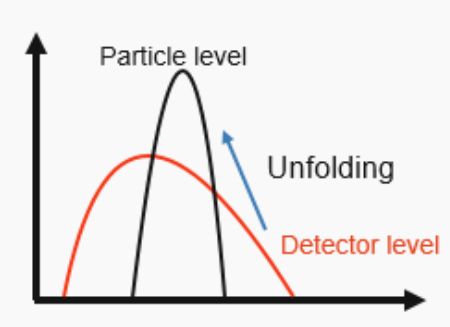 Particle level
Unfolding
Detector level